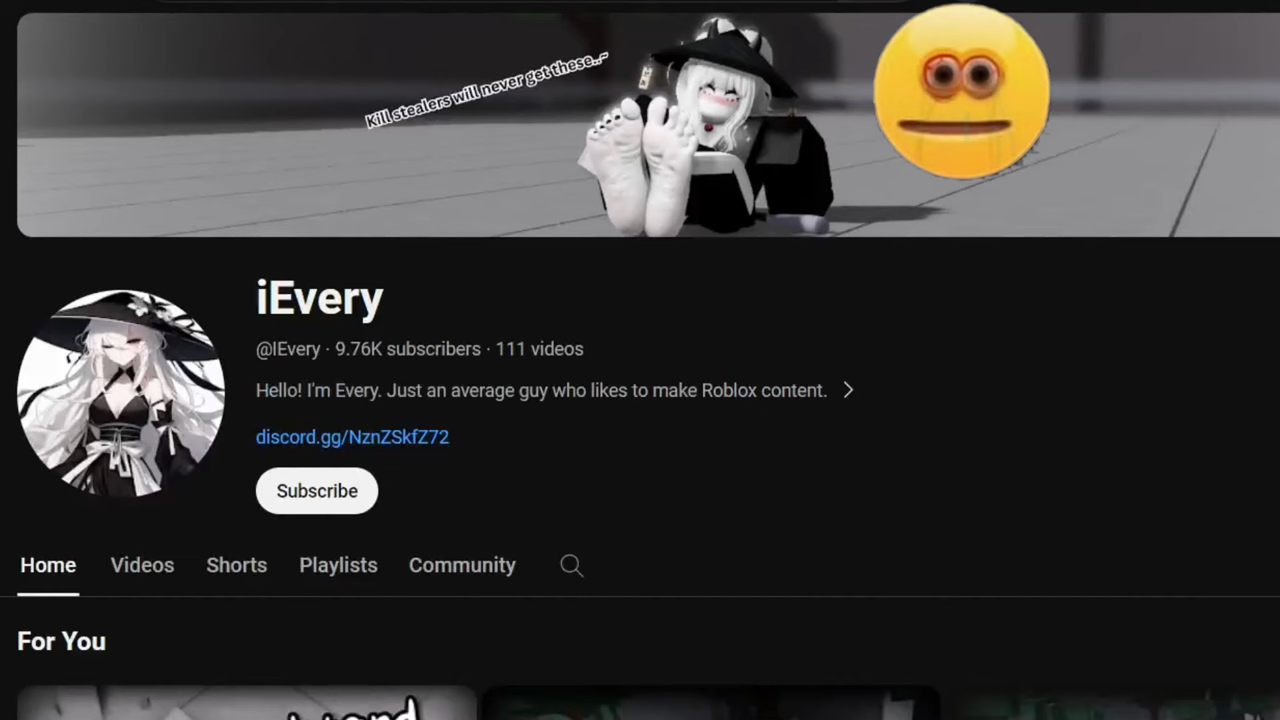 Kill stealers will never get these..~
iEvery
@IEvery · 9.76K subscribers · 111 videos
Hello! I'm Every. Just an average guy who likes to make Roblox content.
discord.gg/NznZSkfZ72
Subscribe
Home Videos Shorts Playlists Community
For You